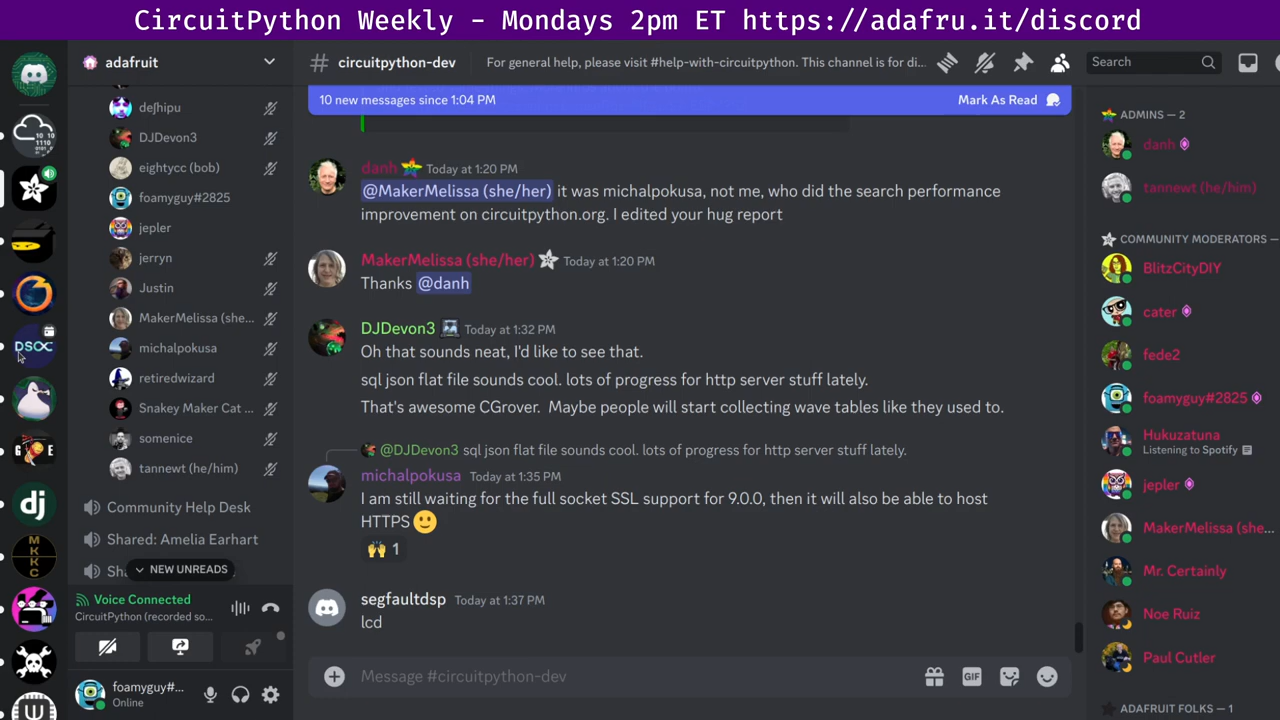 CircuitPython Weekly - Mondays 2pm ET https://adafru.it/discord
adafruit
deʃhipu
DJDevon3
eightycc (bob)
foamyguy#2825
jepler
jerryn
Justin
MakerMelissa (she...
michalpokusa
retiredwizard
Snakey Maker Cat ...
somenice
tannewt (he/him)
Community Help Desk
Shared: Amelia Earhart
NEW UNREADS
Voice Connected
CircuitPython (recorded so...
foamyguy#...
Online
DSOC
dj
MKKC
circuitpython-dev
For general help, please visit #help-with-circuitpython. This channel is for di...
Search
10 new messages since 1:04 PM
Mark As Read
danh Today at 1:20 PM
@MakerMelissa (she/her) it was michalpokusa, not me, who did the search performance
improvement on circuitpython.org. I edited your hug report
MakerMelissa (she/her) Today at 1:20 PM
Thanks @danh
DJDevon3 Today at 1:32 PM
Oh that sounds neat, I'd like to see that.
sql json flat file sounds cool. lots of progress for http server stuff lately.
That's awesome CGrover. Maybe people will start collecting wave tables like they used to.
@DJDevon3 sql json flat file sounds cool. lots of progress for http server stuff lately.
michalpokusa Today at 1:35 PM
I am still waiting for the full socket SSL support for 9.0.0, then it will also be able to host
HTTPS 🙂
🙌 1
segfaultdsp Today at 1:37 PM
lcd
Message #circuitpython-dev
GIF
ADMINS — 2
danh
tannewt (he/him)
COMMUNITY MODERATORS —
BlitzCityDIY
cater
fede2
foamyguy#2825
Hukuzatuna
Listening to Spotify
jepler
MakerMelissa (she...
Mr. Certainly
Noe Ruiz
Paul Cutler
ADAFRUIT FOLKS — 1